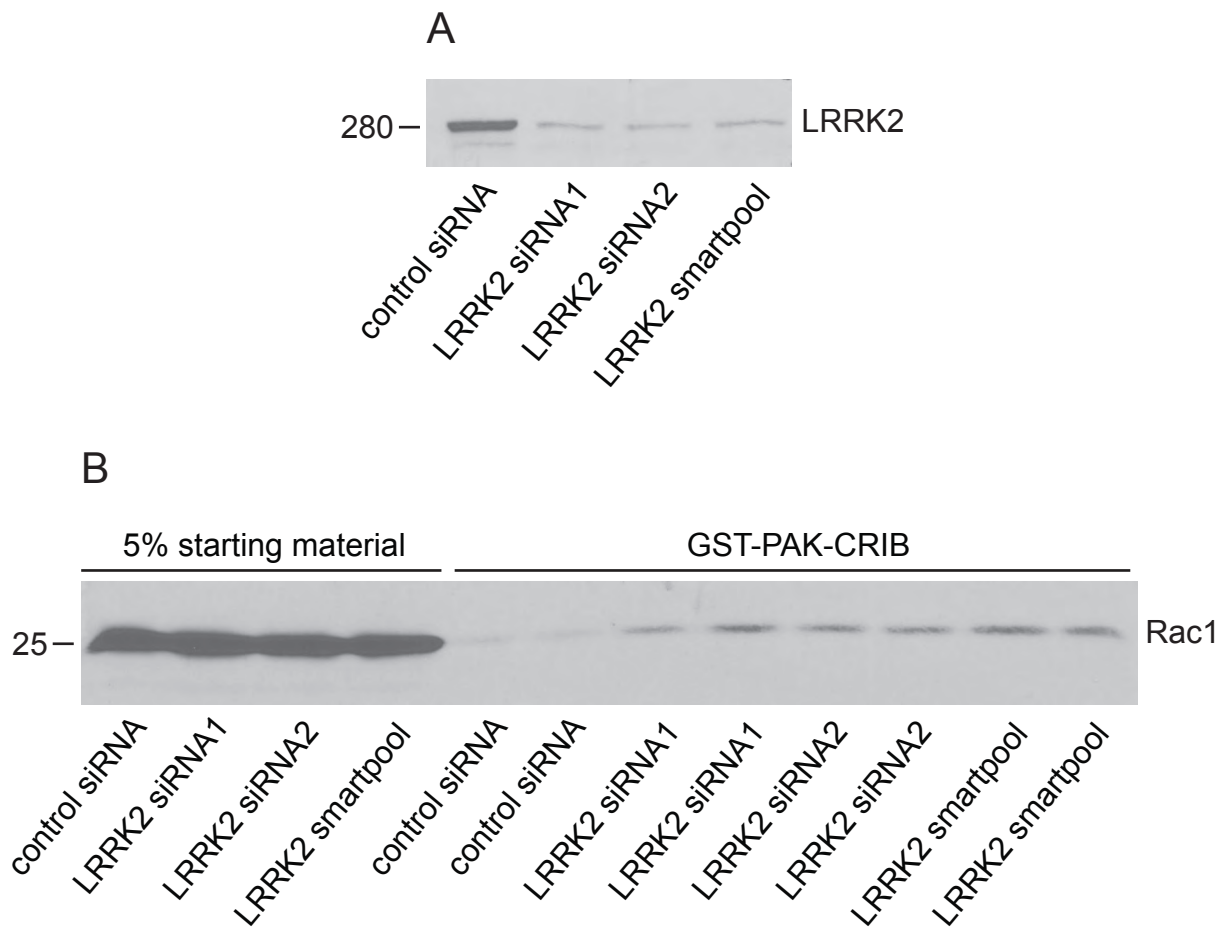 A
280
LRRK2
control siRNA
LRRK2 siRNA1
LRRK2 siRNA2
LRRK2 smartpool
B
5% starting material
GST-PAK-CRIB
25
Rac1
control siRNA
LRRK2 siRNA1
LRRK2 siRNA2
LRRK2 smartpool
control siRNA
control siRNA
LRRK2 siRNA1
LRRK2 siRNA1
LRRK2 siRNA2
LRRK2 siRNA2
LRRK2 smartpool
LRRK2 smartpool